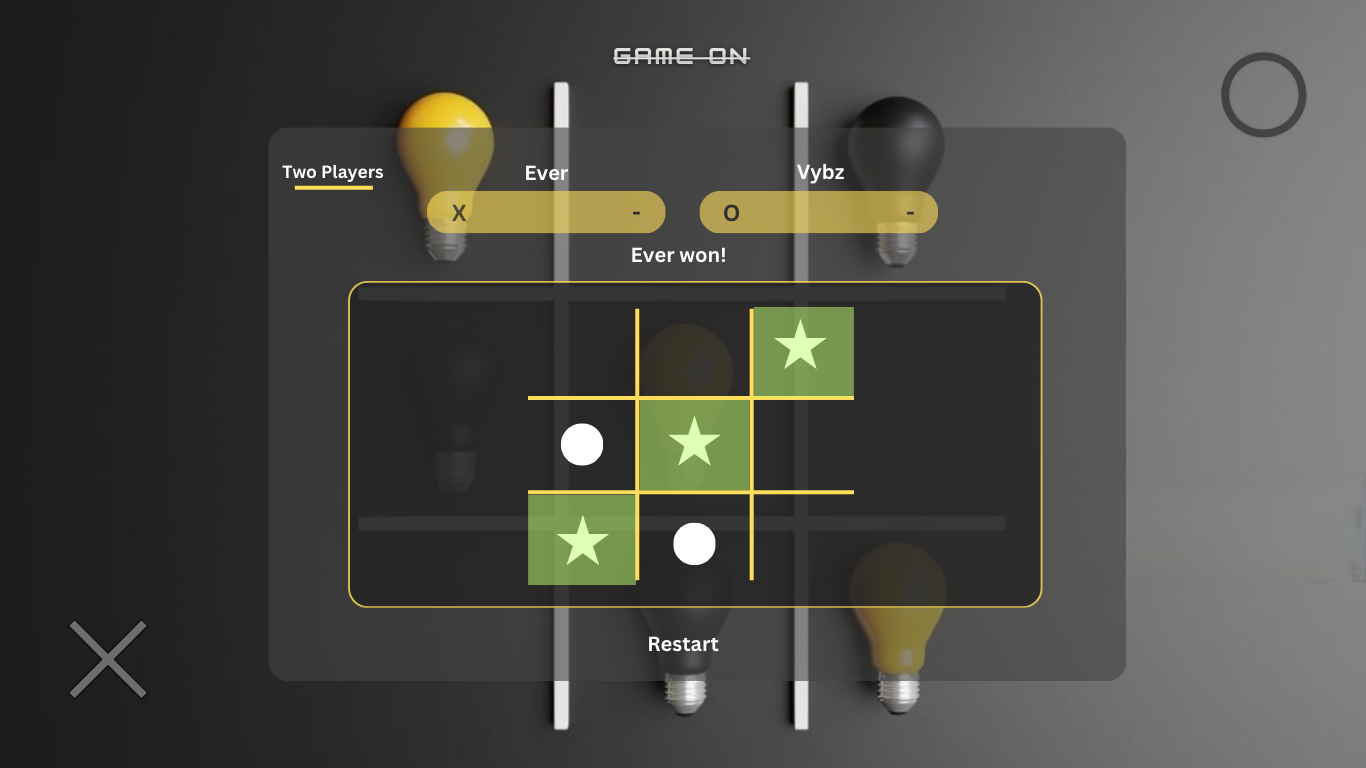 GAME ON
Two Players
Ever
Vybz
X -
O -
Ever won!
Restart